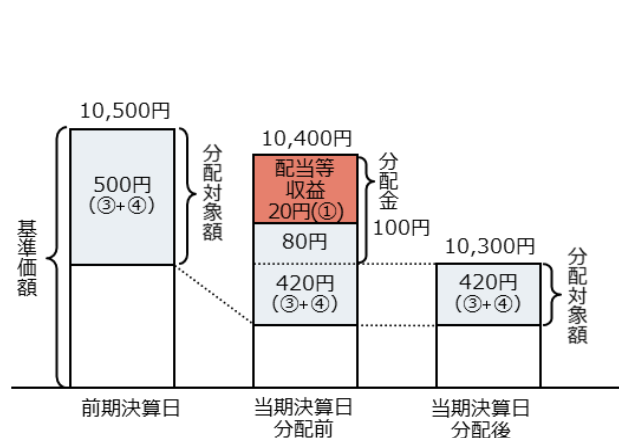 10,500円
500円
(③+④)
分配対象額
基準価額
10,400円
配当等
収益
20円(①)
80円
420円
(③+④)
分配金
100円
10,300円
420円
(③+④)
分配対象額
前期決算日
当期決算日
分配前
当期決算日
分配後